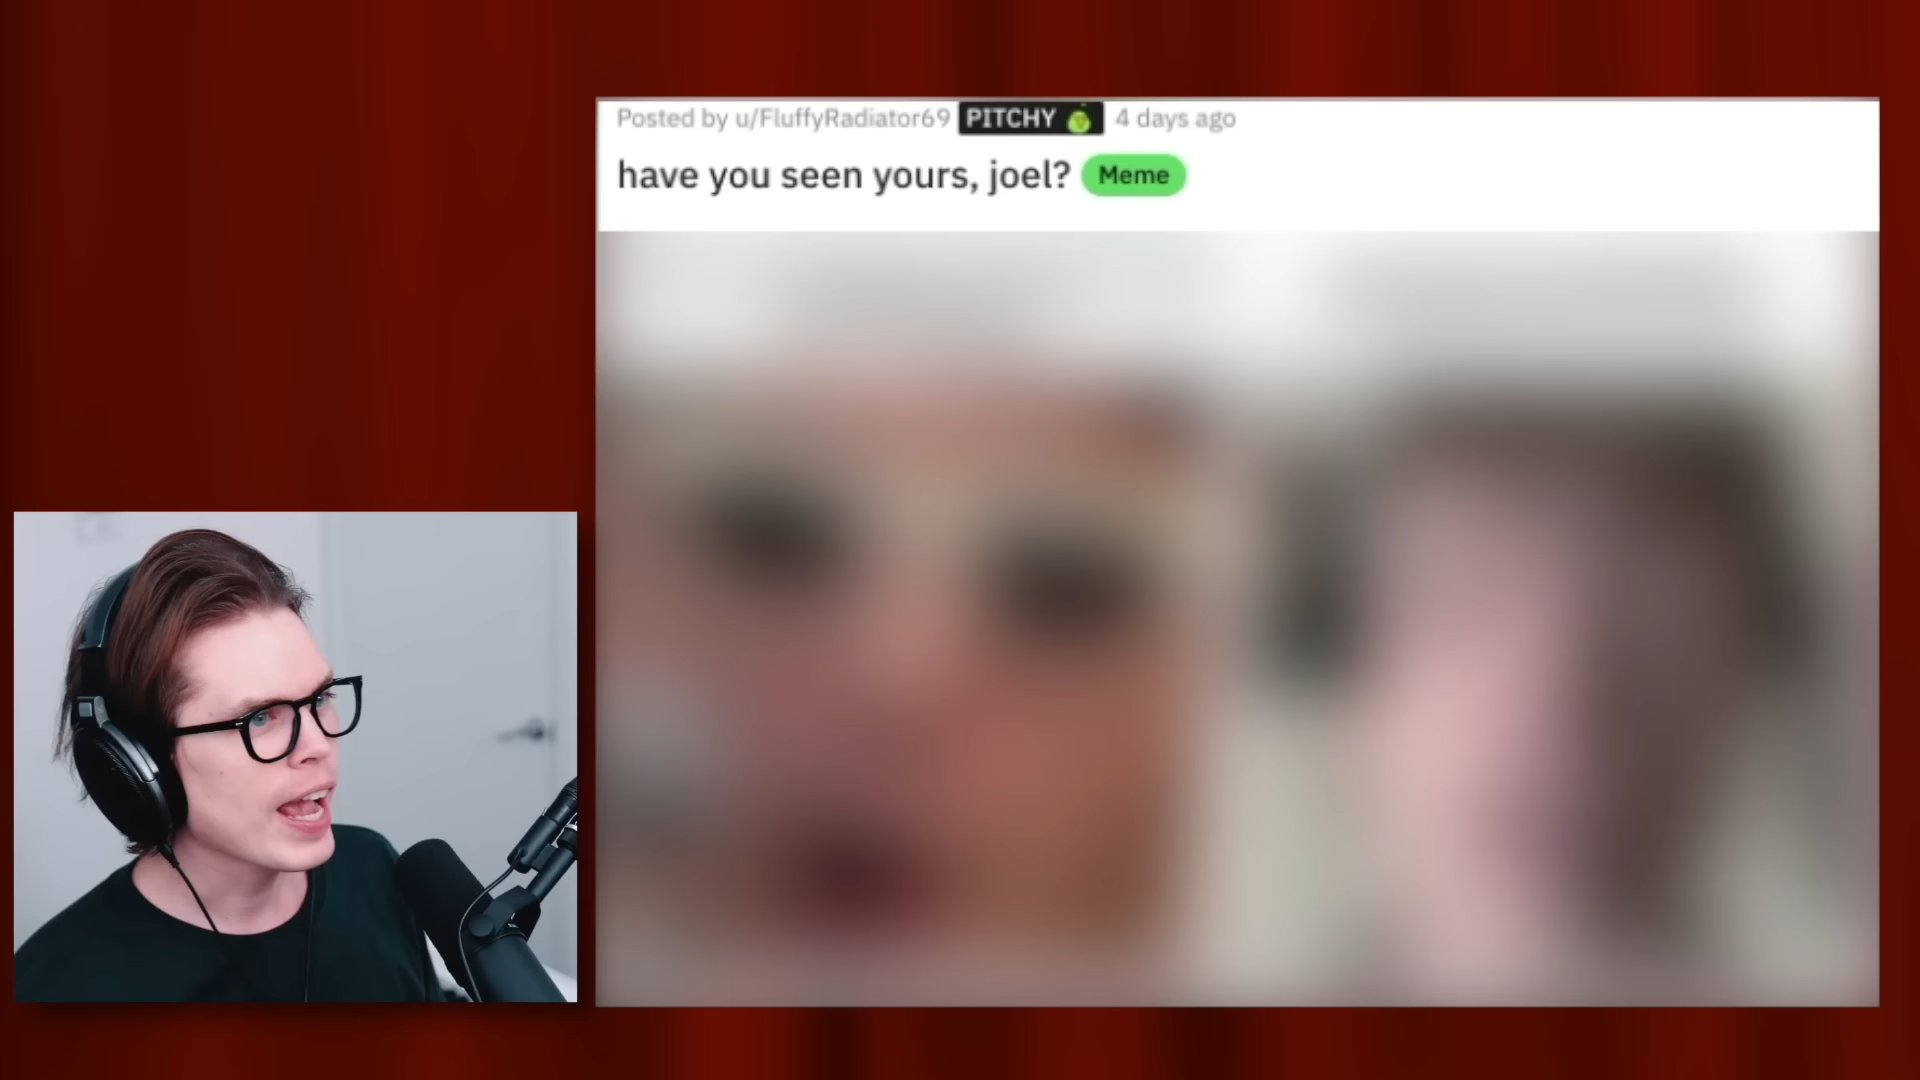 Posted by u/FluffyRadiator69 PITCHY 4 days ago
have you seen yours, joel? Meme